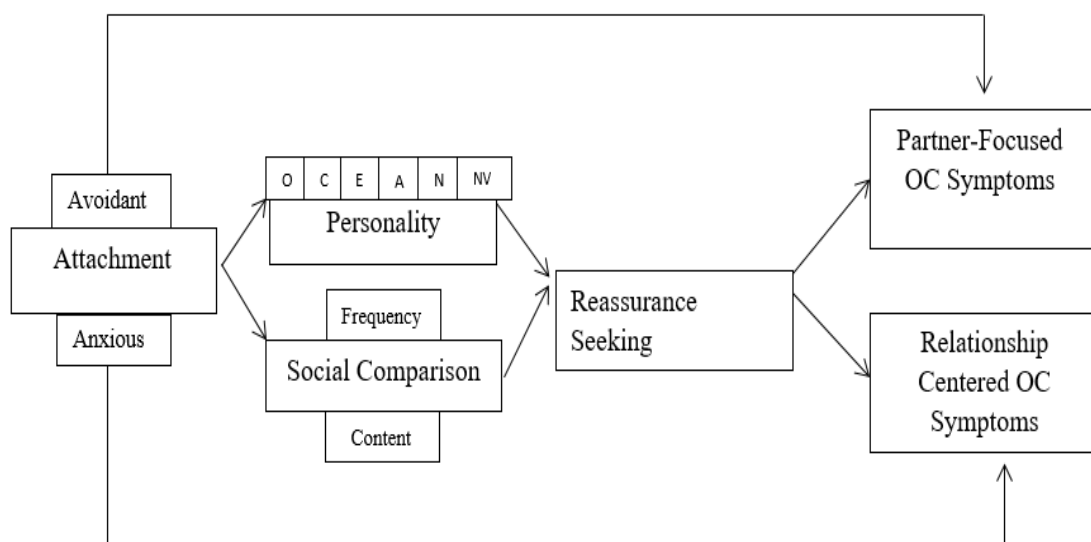 Avoidant
Attachment
Anxious
O C E A N NV
Personality
Frequency
Social Comparison
Content
Reassurance
Seeking
Partner-Focused
OC Symptoms
Relationship
Centered OC
Symptoms